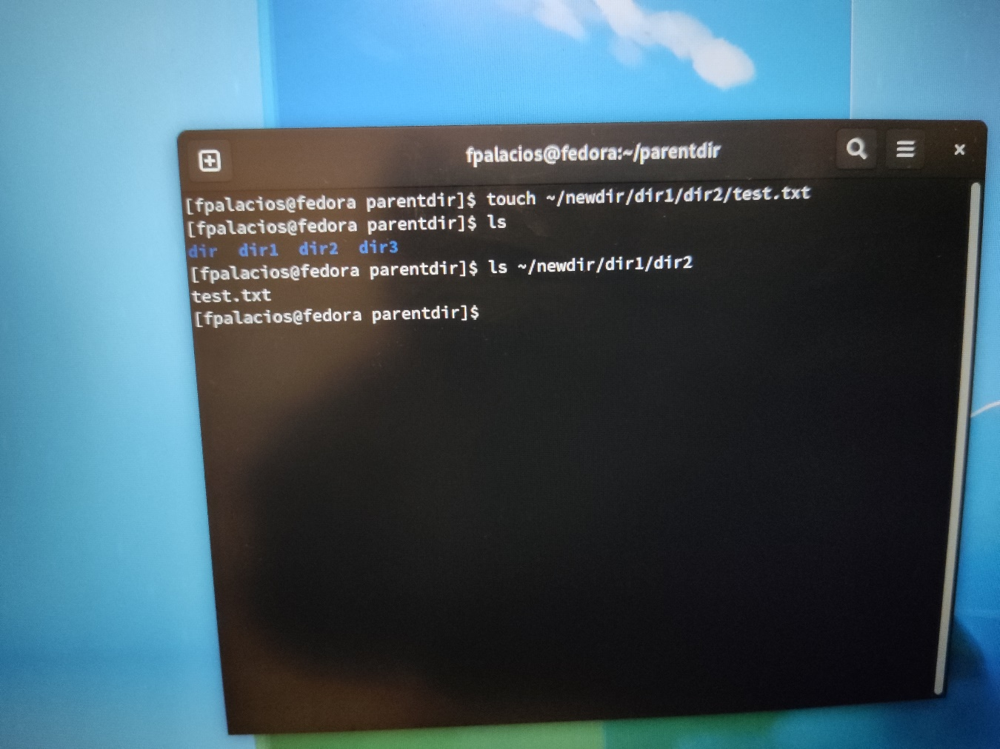 fpalacios@fedora:~/parentdir
[fpalacios@fedora parentdir]$ touch ~/newdir/dir1/dir2/test.txt
[fpalacios@fedora parentdir]$ ls
dir  dir1  dir2  dir3
[fpalacios@fedora parentdir]$ ls ~/newdir/dir1/dir2
test.txt
[fpalacios@fedora parentdir]$